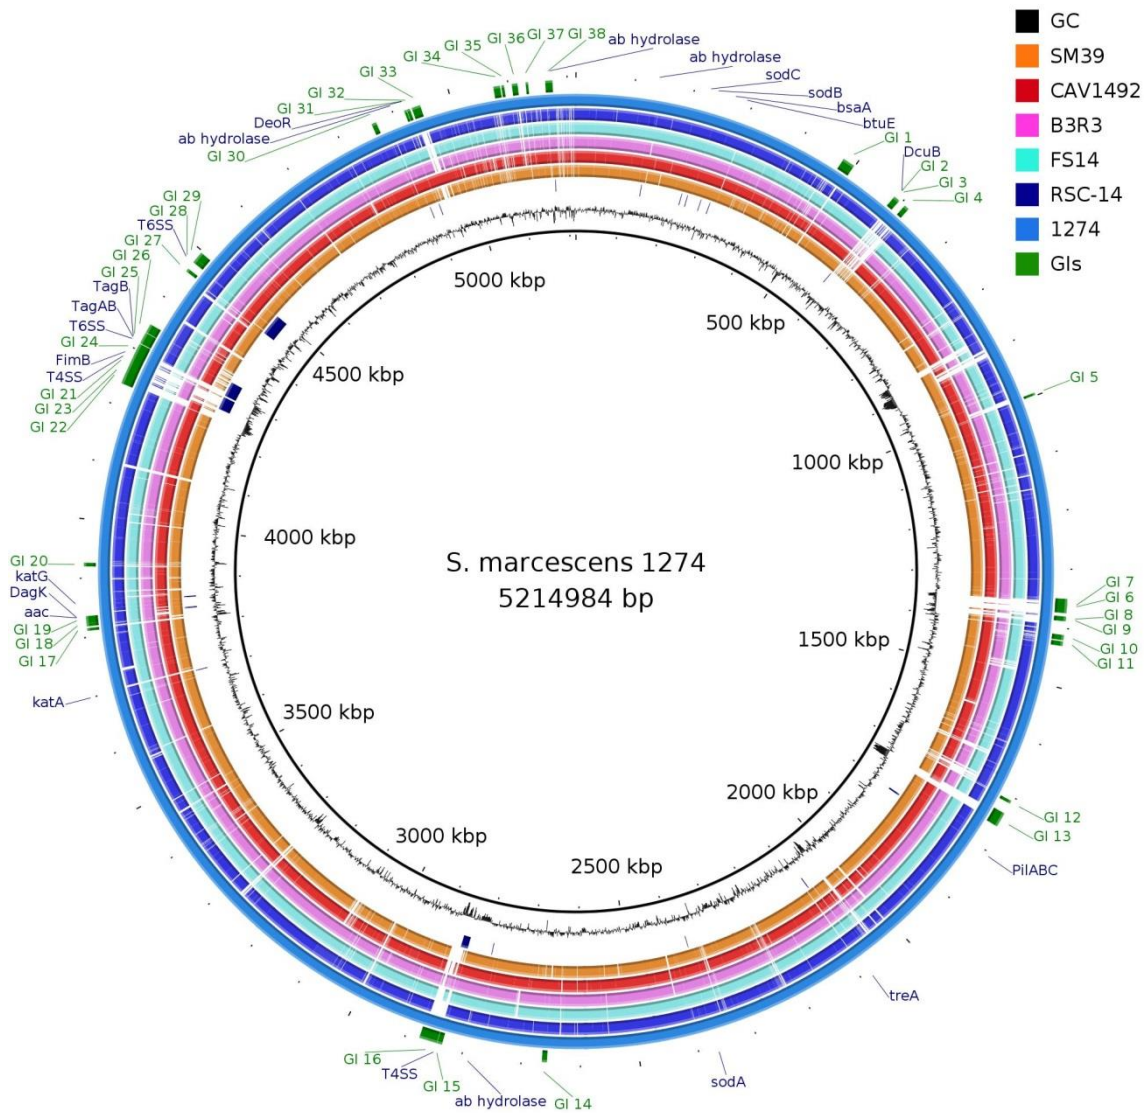 GC
SM39
CAV1492
B3R3
FS14
RSC-14
1274
GIs
GI 38
ab hydrolase
ab hydrolase
sodC
sodB
bsaA
btuE
GI 1
DcuB
GI 2
GI 3
GI 4
GI 5
GI 7
GI 6
GI 8
GI 9
GI 10
GI 11
GI 12
GI 13
PilABC
treA
sodA
GI 14
ab hydrolase
GI 15
T4SS
GI 16
katA
GI 17
GI 18
GI 19
aac
DagK
katG
GI 20
GI 22
GI 23
GI 21
T4SS
FimB
GI 24
T6SS
TagAB
TagB
GI 25
GI 26
GI 27
T6SS
GI 28
GI 29
GI 30
ab hydrolase
DeoR
GI 31
GI 32
GI 33
GI 34
GI 35
GI 36
GI 37
500 kbp
1000 kbp
1500 kbp
2000 kbp
2500 kbp
3000 kbp
3500 kbp
4000 kbp
4500 kbp
5000 kbp
S. marcescens 1274
5214984 bp